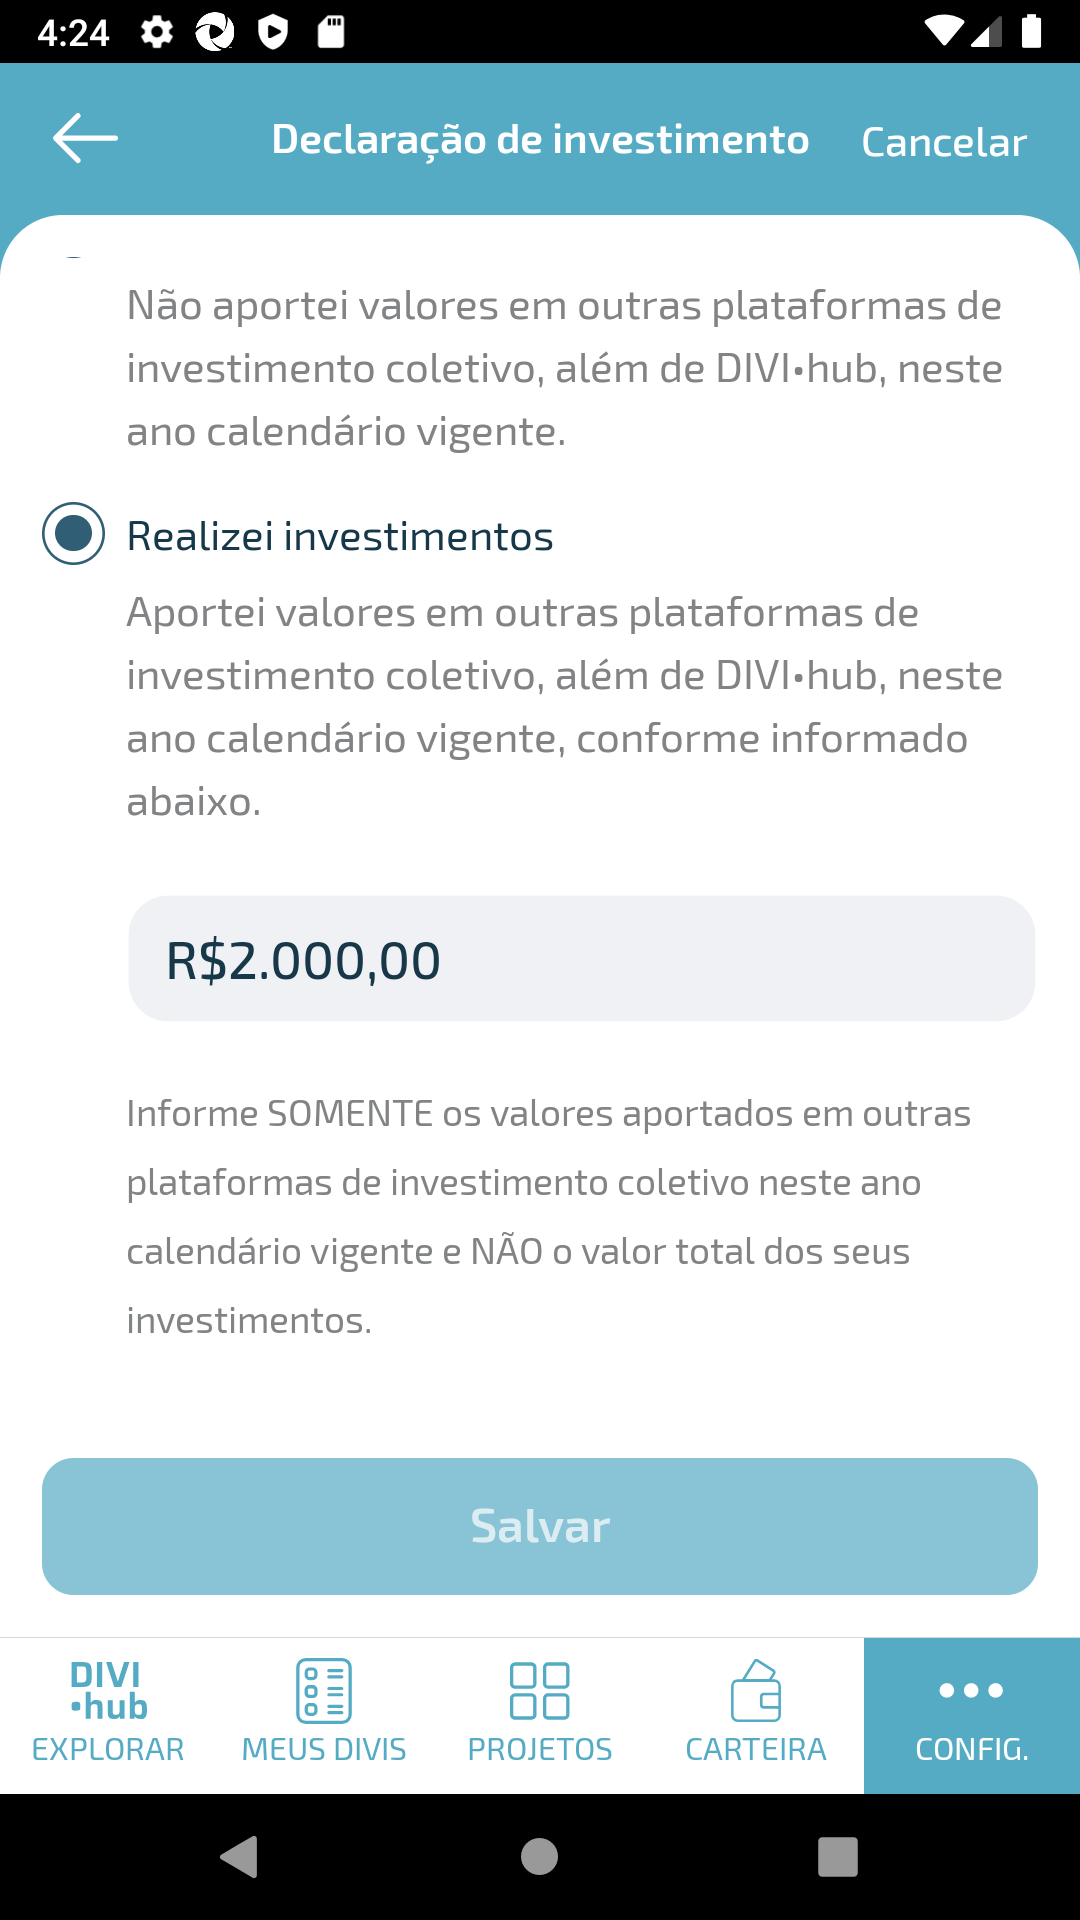 4:24
Declaração de investimento
Cancelar
Não aportei valores em outras plataformas de
investimento coletivo, além de DIVI•hub, neste
ano calendário vigente.
Realizei investimentos
Aportei valores em outras plataformas de
investimento coletivo, além de DIVI•hub, neste
ano calendário vigente, conforme informado
abaixo.
R$2.000,00
Informe SOMENTE os valores aportados em outras
plataformas de investimento coletivo neste ano
calendário vigente e NÃO o valor total dos seus
investimentos.
Salvar
DIVI
•hub
EXPLORAR
MEUS DIVIS
PROJETOS
CARTEIRA
CONFIG.